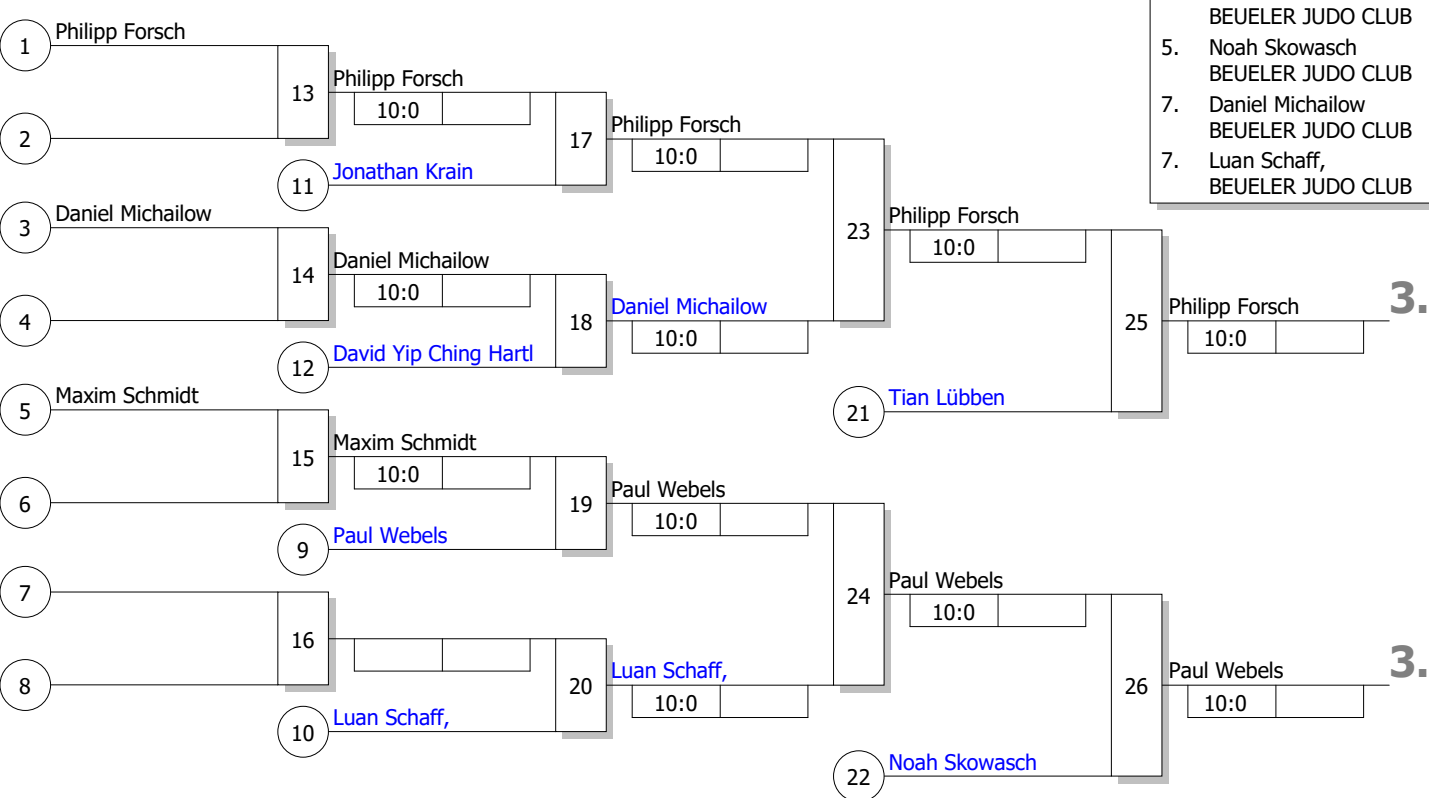 BEUELER JUDO CLUB
5. Noah Skowasch
BEUELER JUDO CLUB
7. Daniel Michailow
BEUELER JUDO CLUB
7. Luan Schaff,
BEUELER JUDO CLUB
1 Philipp Forsch
2
13 Philipp Forsch
10:0
11 Jonathan Krain
17 Philipp Forsch
10:0
3 Daniel Michailow
4
14 Daniel Michailow
10:0
12 David Yip Ching Hartl
18 Daniel Michailow
10:0
23 Philipp Forsch
10:0
21 Tian Lübben
25 Philipp Forsch
10:0
3.
5 Maxim Schmidt
6
15 Maxim Schmidt
10:0
9 Paul Webels
19 Paul Webels
10:0
7
8
16
10 Luan Schaff,
20 Luan Schaff,
10:0
24 Paul Webels
10:0
22 Noah Skowasch
26 Paul Webels
10:0
3.